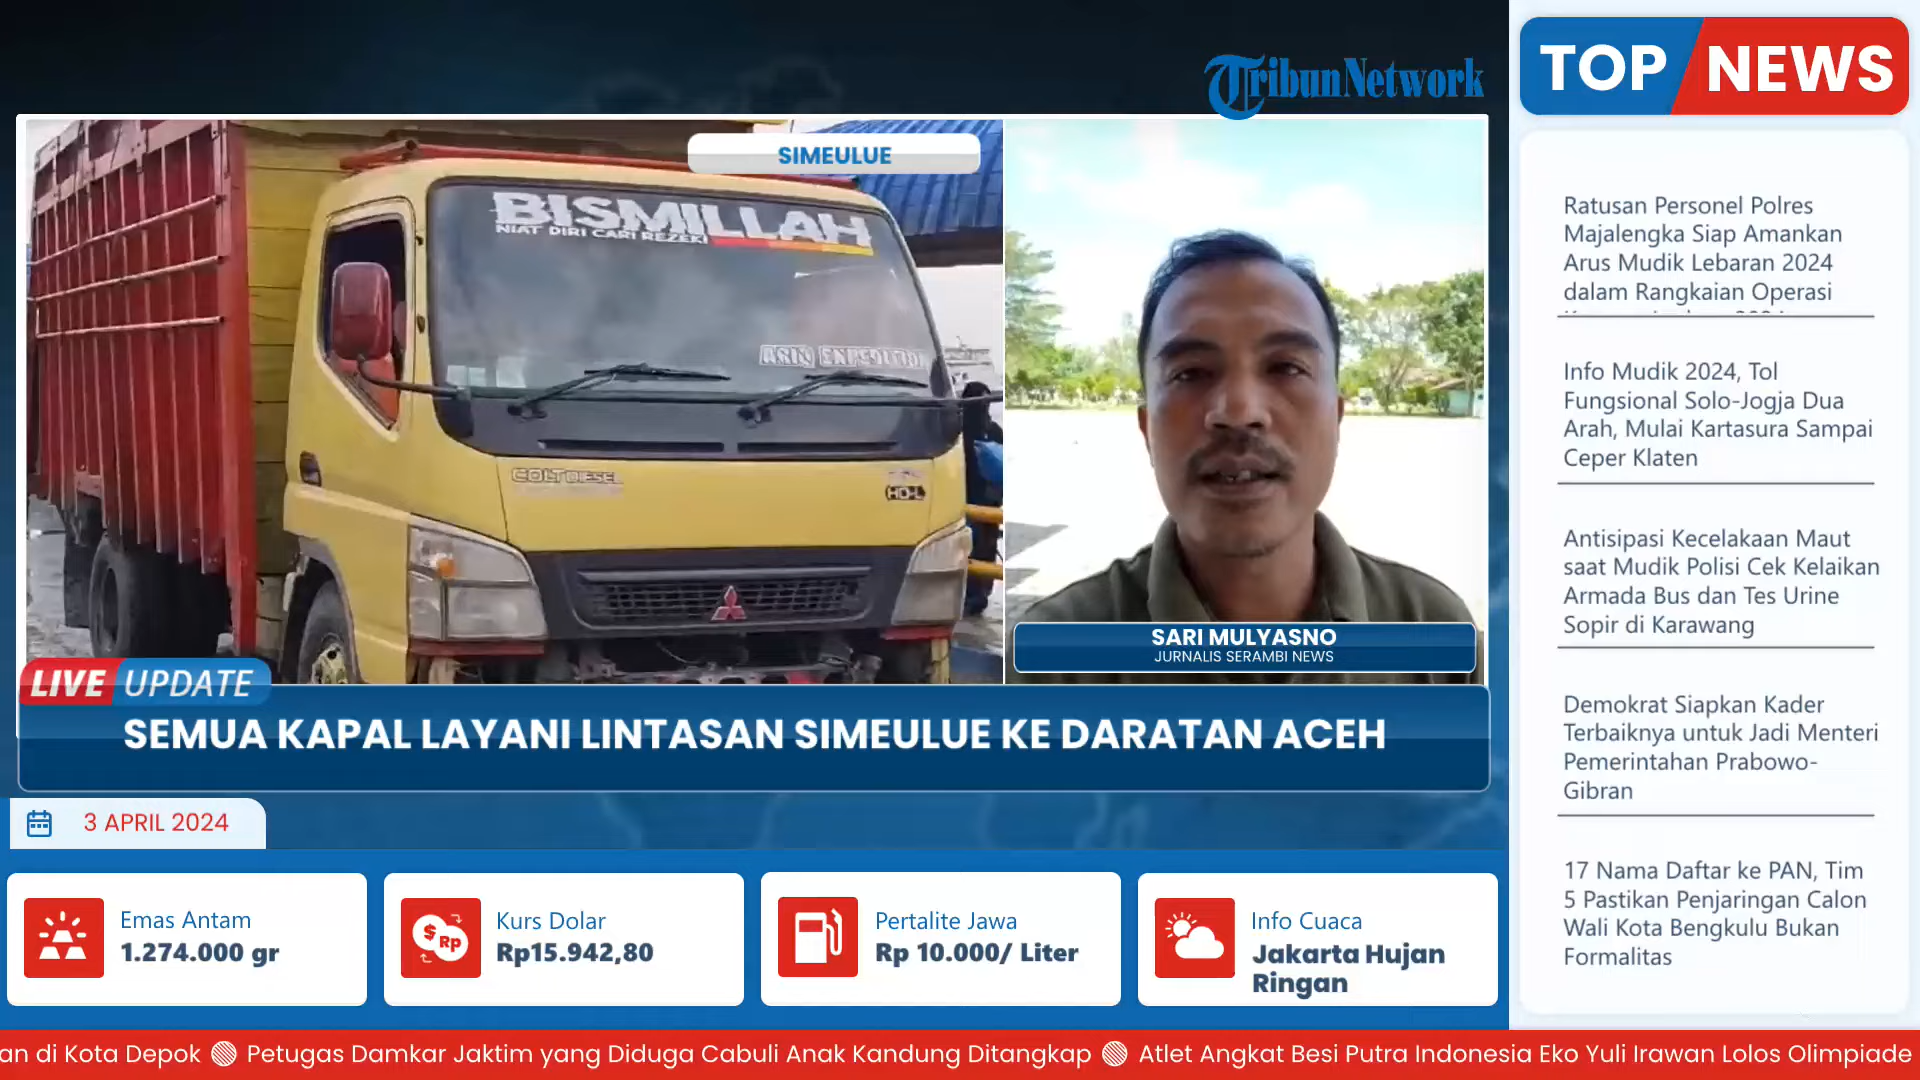 TribunNetwork
TOP NEWS
SIMEULUE
BISMILLAH
NIAT DIRI CARI REZEKI
ARIQ EXPEDITION
COLT DIESEL
HD-L
SARI MULYASNO
JURNALIS SERAMBI NEWS
LIVE UPDATE
SEMUA KAPAL LAYANI LINTASAN SIMEULUE KE DARATAN ACEH
3 APRIL 2024
Emas Antam
1.274.000 gr
Kurs Dolar
Rp15.942,80
Pertalite Jawa
Rp 10.000/ Liter
Info Cuaca
Jakarta Hujan
Ringan
Ratusan Personel Polres
Majalengka Siap Amankan
Arus Mudik Lebaran 2024
dalam Rangkaian Operasi
Info Mudik 2024, Tol
Fungsional Solo-Jogja Dua
Arah, Mulai Kartasura Sampai
Ceper Klaten
Antisipasi Kecelakaan Maut
saat Mudik Polisi Cek Kelaikan
Armada Bus dan Tes Urine
Sopir di Karawang
Demokrat Siapkan Kader
Terbaiknya untuk Jadi Menteri
Pemerintahan Prabowo-
Gibran
17 Nama Daftar ke PAN, Tim
5 Pastikan Penjaringan Calon
Wali Kota Bengkulu Bukan
Formalitas
an di Kota Depok Petugas Damkar Jaktim yang Diduga Cabuli Anak Kandung Ditangkap Atlet Angkat Besi Putra Indonesia Eko Yuli Irawan Lolos Olimpiade